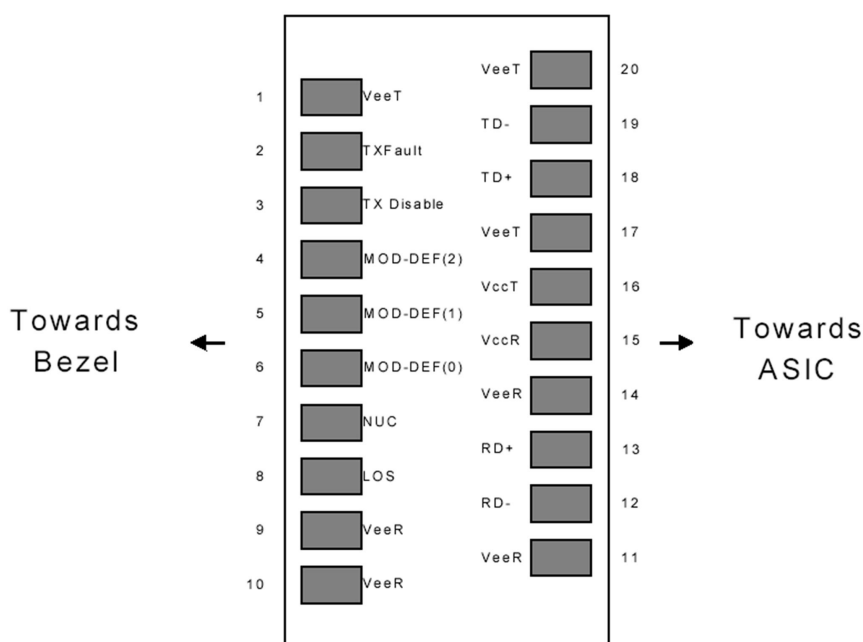 VeeT 20
1 VeeT
TD- 19
2 TXFault
TD+ 18
3 TX Disable
VeeT 17
4 MOD-DEF(2)
VccT 16
5 MOD-DEF(1)
Towards
Bezel
VccR 15
Towards
ASIC
6 MOD-DEF(0)
VeeR 14
7 NUC
RD+ 13
8 LOS
RD- 12
9 VeeR
VeeR 11
10 VeeR